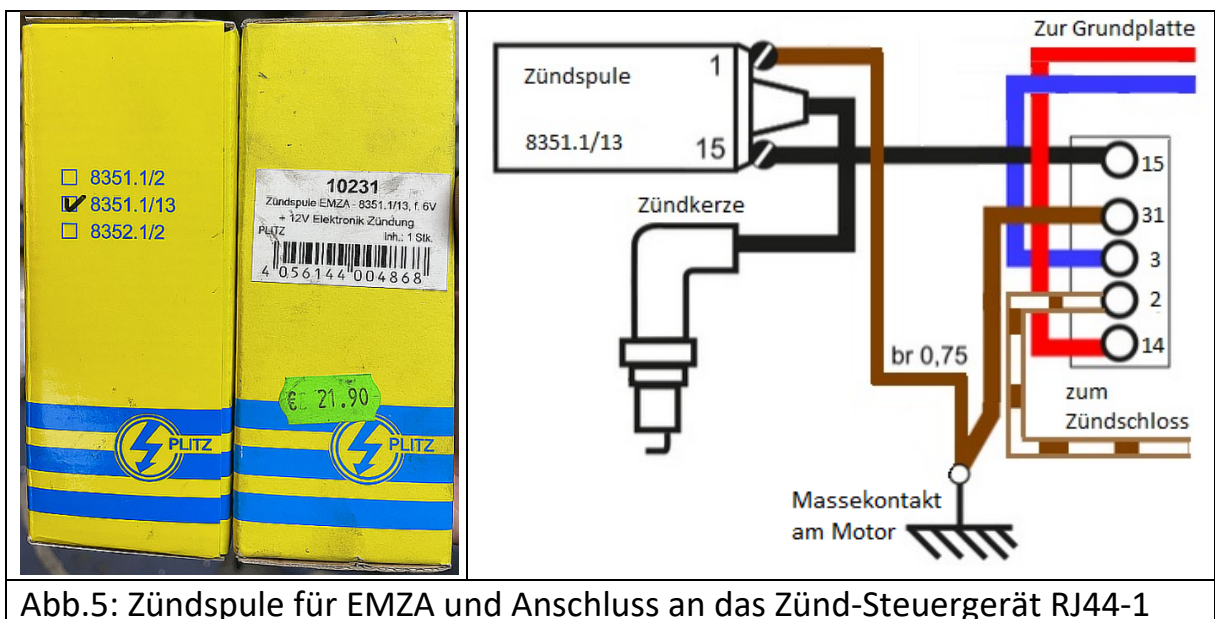 8351.1/2
8351.1/13
8352.1/2
PLITZ
10231
Zündspule EMZA - 8351.1/13, f. 6V
+ 12V Elektronik Zündung
PLITZ
Inh.: 1 Stk.
4 056144 004868
€ 21.90
PLITZ
Zur Grundplatte
Zündspule
1
8351.1/13
15
15
Zündkerze
31
3
2
br 0,75
14
zum
Zündschloss
Massekontakt
am Motor
Abb.5: Zündspule für EMZA und Anschluss an das Zünd-Steuergerät RJ44-1